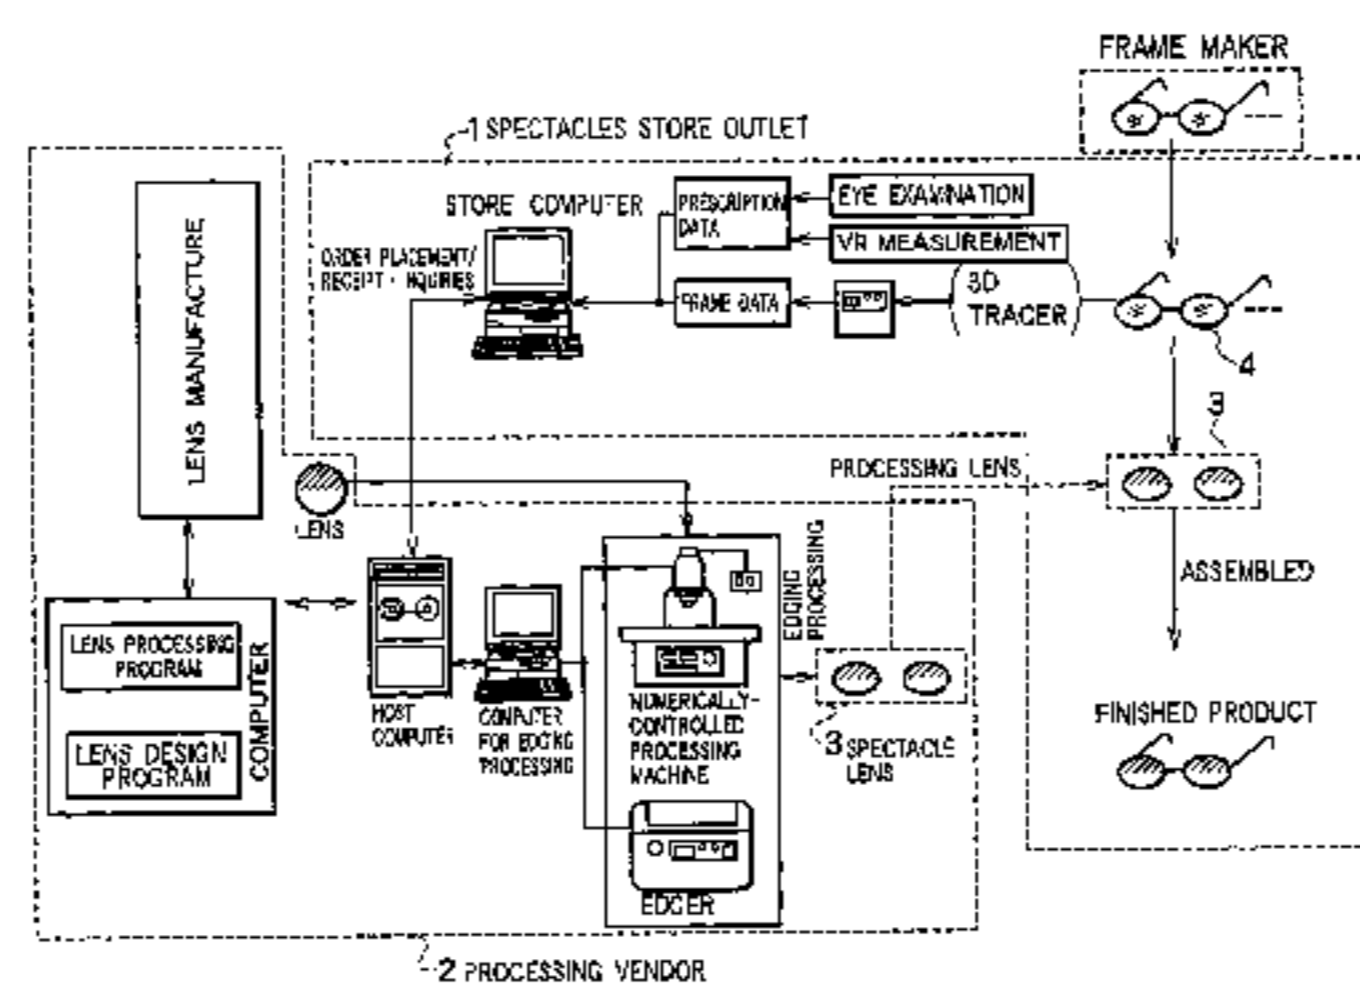 FRAME MAKER
1 SPECTACLES STORE OUTLET
STORE COMPUTER
PRESCRIPTION
DATA
EYE EXAMINATION
VR MEASUREMENT
ORDER PLACEMENT/
RECEIPT · INQUIRIES
FRAME DATA
3D
TRACER
4
LENS MANUFACTURE
3
PROCESSING LENS
LENS
EDGING
PROCESSING
ASSEMBLED
LENS PROCESSING
PROGRAM
LENS DESIGN
PROGRAM
COMPUTER
HOST
COMPUTER
COMPUTER
FOR EDGING
PROCESSING
NUMERICALLY-
CONTROLLED
PROCESSING
MACHINE
3 SPECTACLE
LENS
FINISHED PRODUCT
EDGER
2 PROCESSING VENDOR